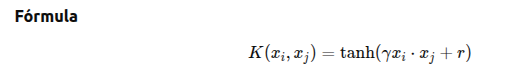 Fórmula
K(xᵢ, xⱼ) = tanh(γxᵢ · xⱼ + r)